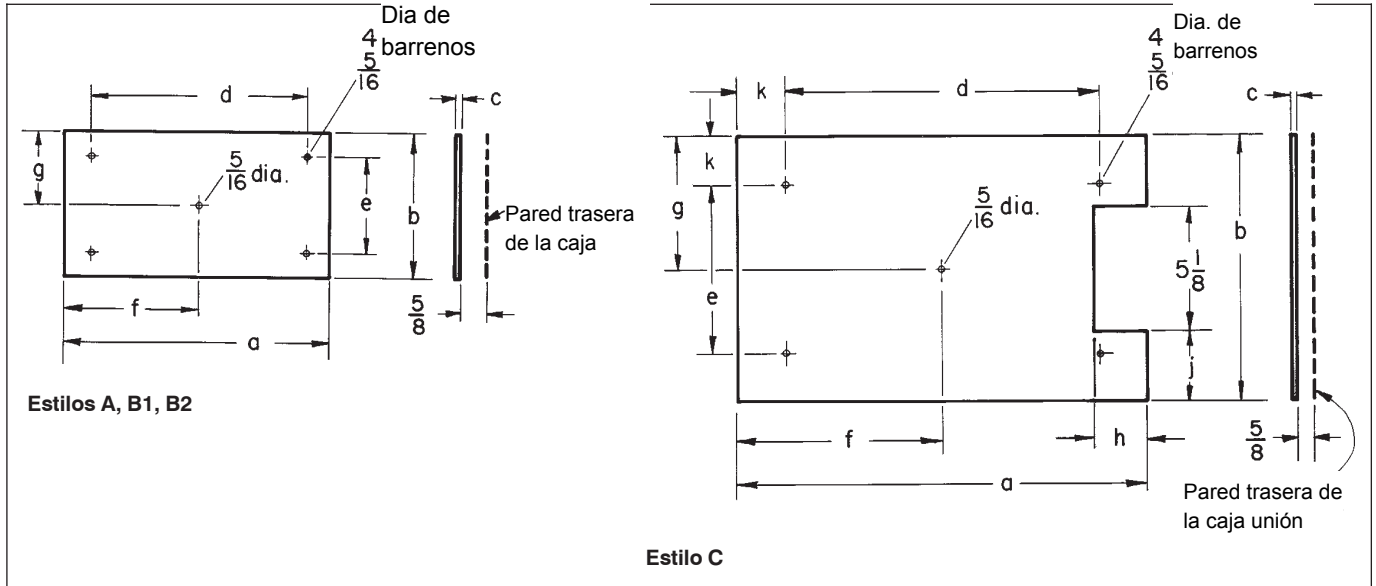 Dia de
barrenos
4
5/16
d
c
g
5/16 dia.
e
b
Pared trasera
de la caja
f
5/8
a
Estilos A, B1, B2
Dia. de
barrenos
4
5/16
k
d
c
k
g
5/16 dia.
b
e
5 1/8
j
f
h
5/8
a
Pared trasera de
la caja unión
Estilo C